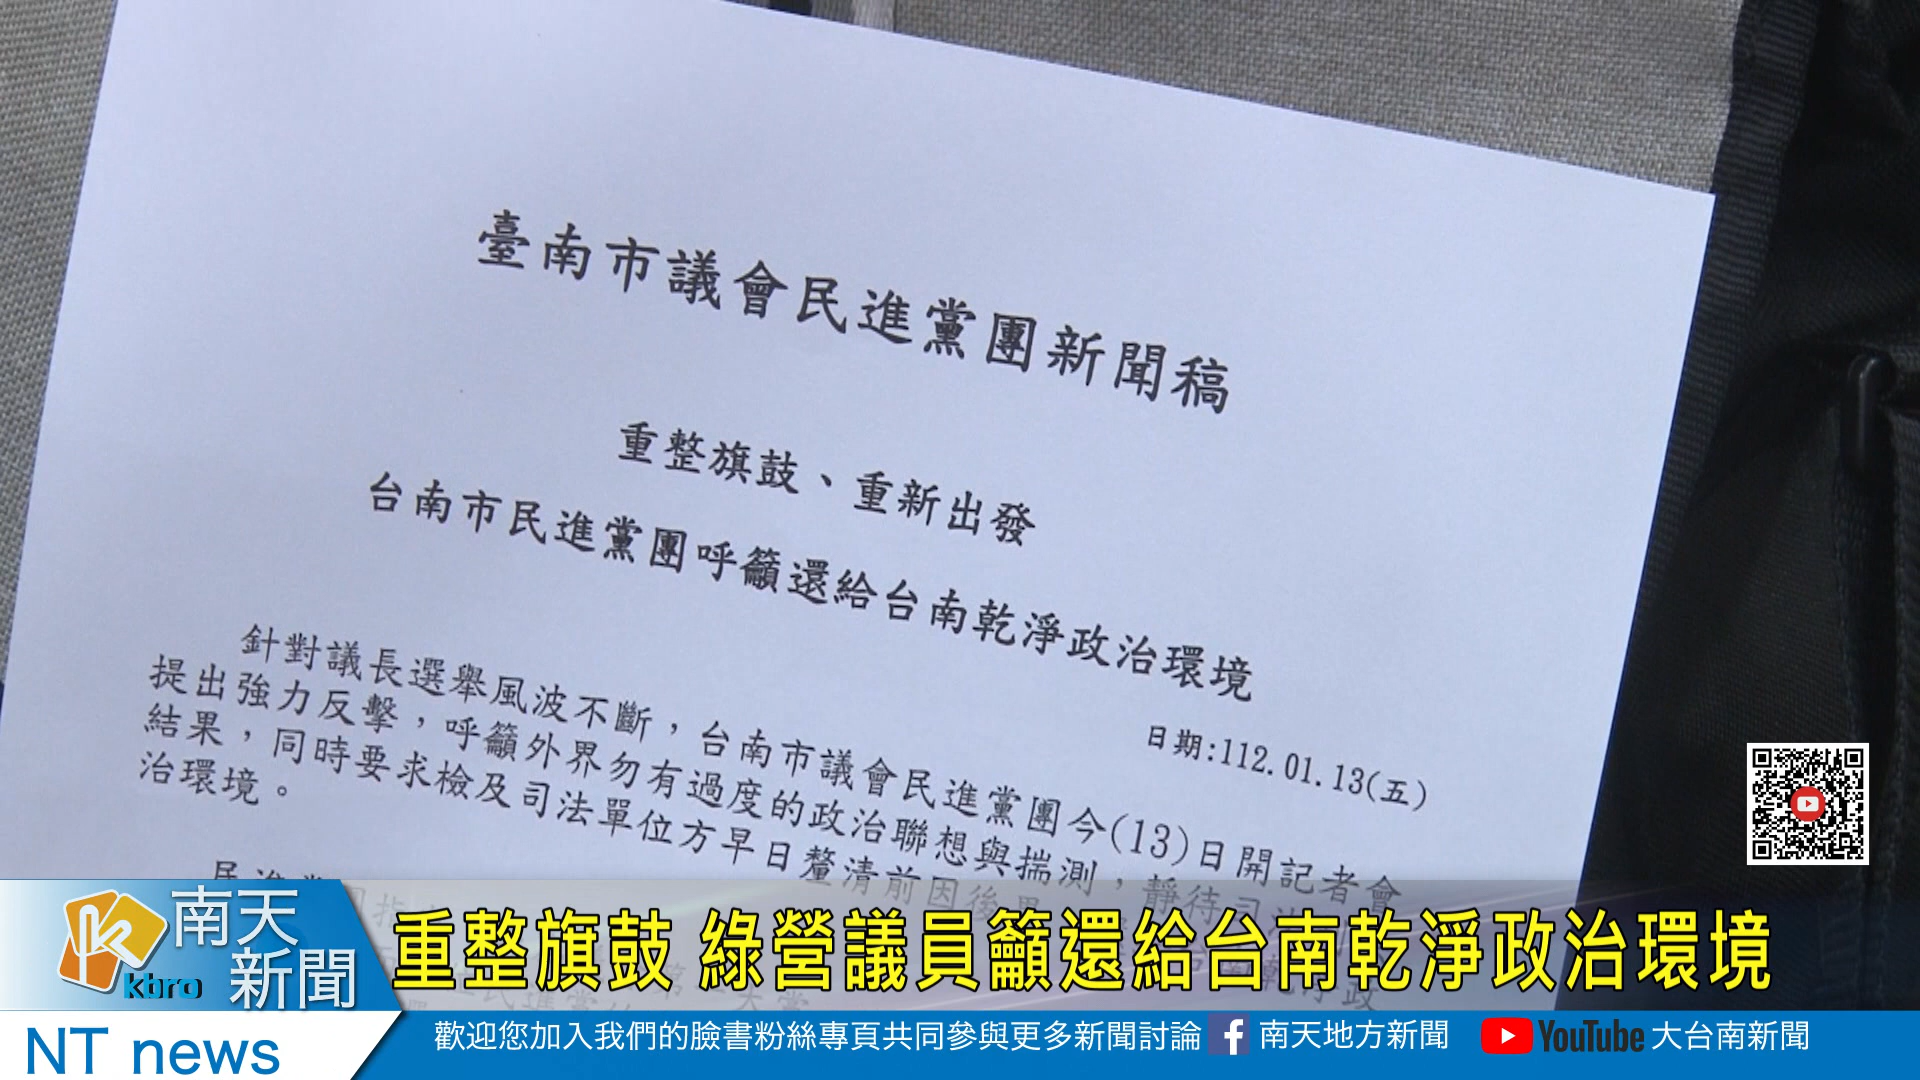 臺南市議會民進黨團新聞稿
重整旗鼓、重新出發
台南市民進黨團呼籲還給台南乾淨政治環境
日期:112.01.13(五)
針對議長選舉風波不斷，台南市議會民進黨團今(13)日開記者會
提出強力反擊，呼籲外界勿有過度的政治聯想與揣測，靜待司法
結果，同時要求檢及司法單位方早日釐清前因後果
治環境。
南天
新聞
kbro
重整旗鼓 綠營議員籲還給台南乾淨政治環境
NT news
歡迎您加入我們的臉書粉絲專頁共同參與更多新聞討論 南天地方新聞 YouTube 大台南新聞